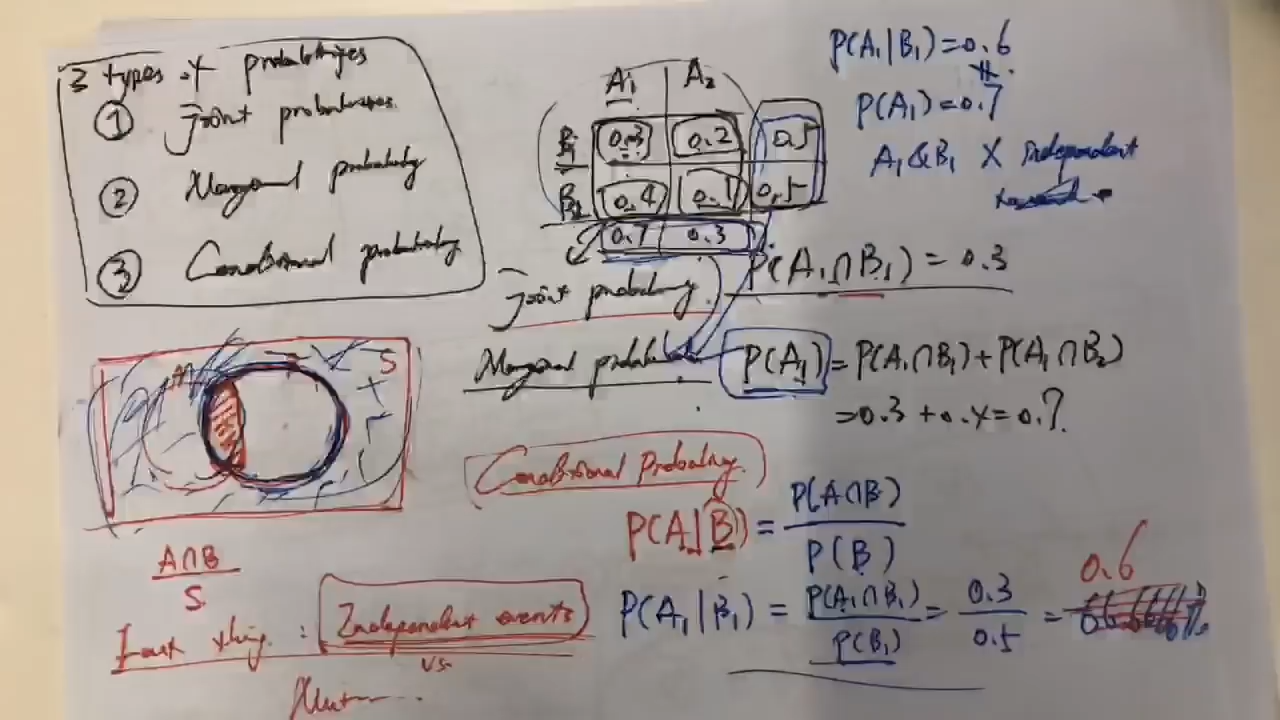 3 types of probabilities
① Joint probabilities
② Marginal probability
③ Conditional probability
A₁ A₂
B₁ 0.3 0.2 0.5
B₂ 0.4 0.1 0.5
0.7 0.3
P(A₁|B₁)=0.6
P(A₁)=0.7
A₁&B₁ X Independent
Joint probability. P(A₁∩B₁) = 0.3
Marginal probability P(A₁) = P(A₁∩B₁)+P(A₁∩B₂)
=0.3+0.4=0.7
A S
A∩B
S
Conditional Probability
P(A|B) = P(A∩B)
P(B)
P(A₁|B₁) = P(A₁∩B₁) = 0.3 = 0.6
P(B₁) 0.5
Last thing : Independent events
vs